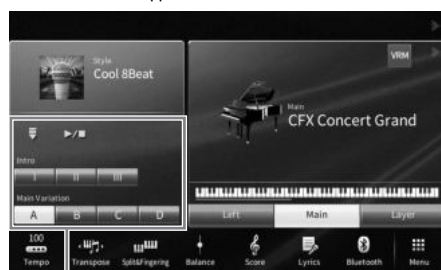 Style
Cool 8Beat
VRM
Main
CFX Concert Grand
Intro
I II III
Main Variation
A B C D
Left Main Layer
100
Tempo Transpose Split&Fingering Balance Score Lyrics Bluetooth Menu